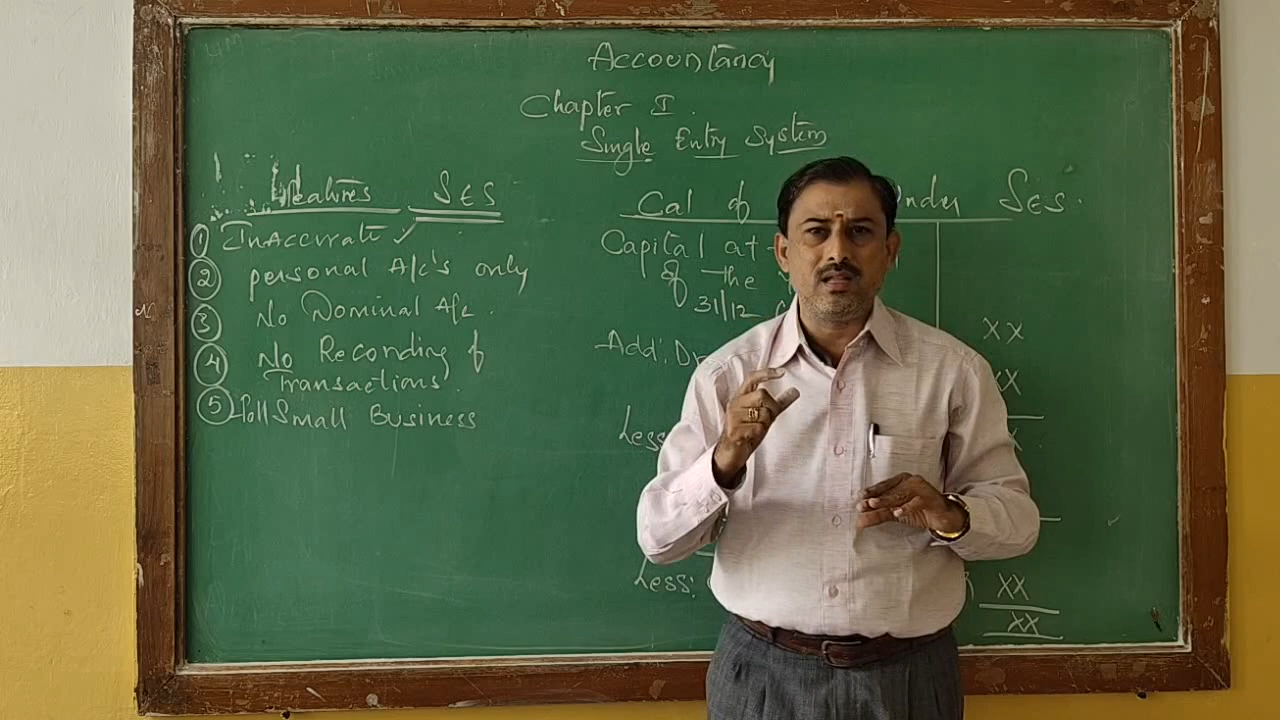 Accountancy
Chapter I.
Single Entry System
Features SES
① InAccurate ✓
② personal A/c's only
③ No Nominal A/c.
④ No Recording of
Transactions.
⑤ Small Business
Cal of Under SES.
Capital at
of the
31/12
XX
Add: XX
Less
Less: XX
XX